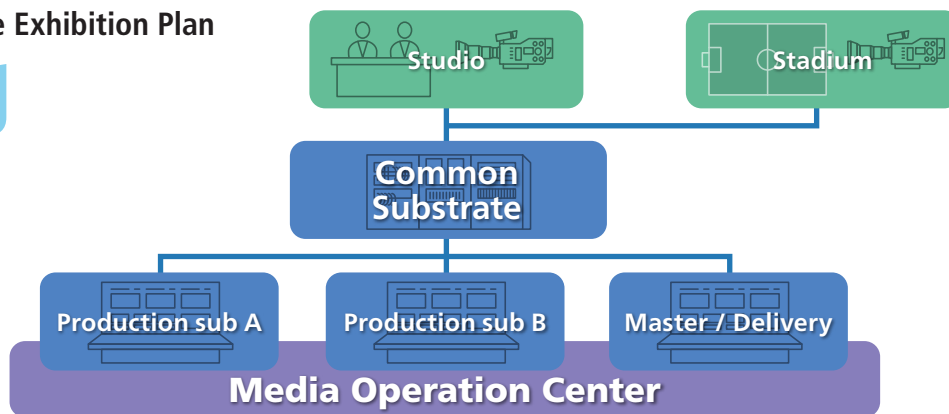 e Exhibition Plan
Studio
Stadium
Common
Substrate
Production sub A
Production sub B
Master / Delivery
Media Operation Center